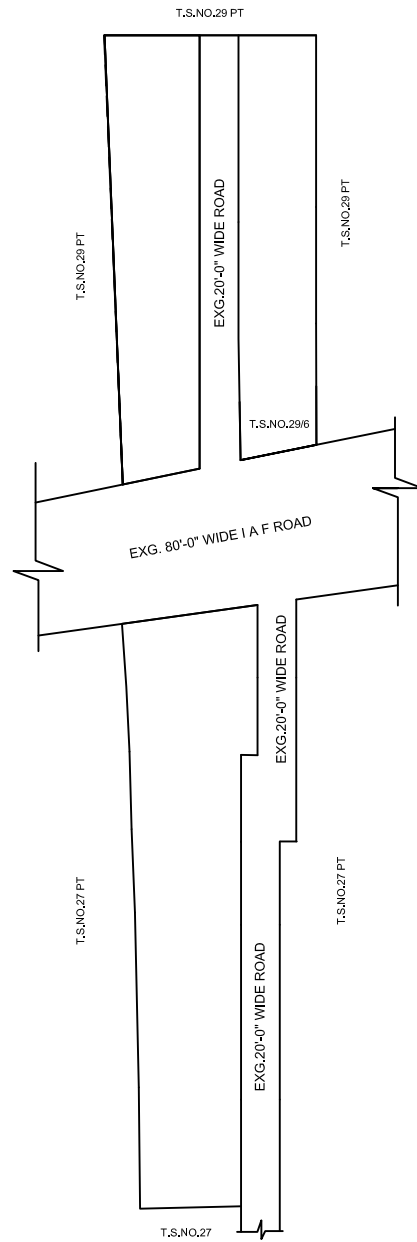 T.S.NO.29 PT
T.S.NO.29 PT
EXG.20'-0" WIDE ROAD
T.S.NO.29 PT
T.S.NO.29/6
EXG. 80'-0" WIDE I A F ROAD
EXG.20'-0" WIDE ROAD
T.S.NO.27 PT
T.S.NO.27 PT
EXG.20'-0" WIDE ROAD
T.S.NO.27